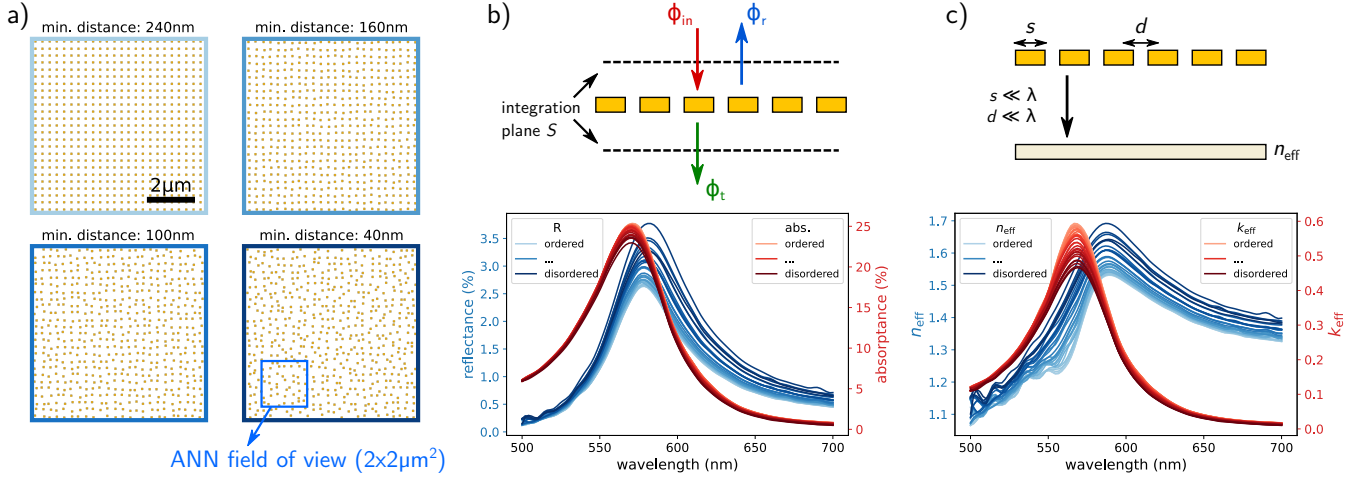 a)
min. distance: 240nm
min. distance: 160nm
2µm
min. distance: 100nm
min. distance: 40nm
ANN field of view (2x2µm²)
b)
ϕin
ϕr
integration
plane S
ϕt
R
ordered
...
disordered
abs.
ordered
...
disordered
reflectance (%)
3.5
3.0
2.5
2.0
1.5
1.0
0.5
0.0
absorptance (%)
25
20
15
10
5
0
500
550
600
650
700
wavelength (nm)
c)
s
d
s ≪ λ
d ≪ λ
neff
neff
ordered
...
disordered
keff
ordered
...
disordered
neff
1.7
1.6
1.5
1.4
1.3
1.2
1.1
keff
0.6
0.5
0.4
0.3
0.2
0.1
0.0
500
550
600
650
700
wavelength (nm)